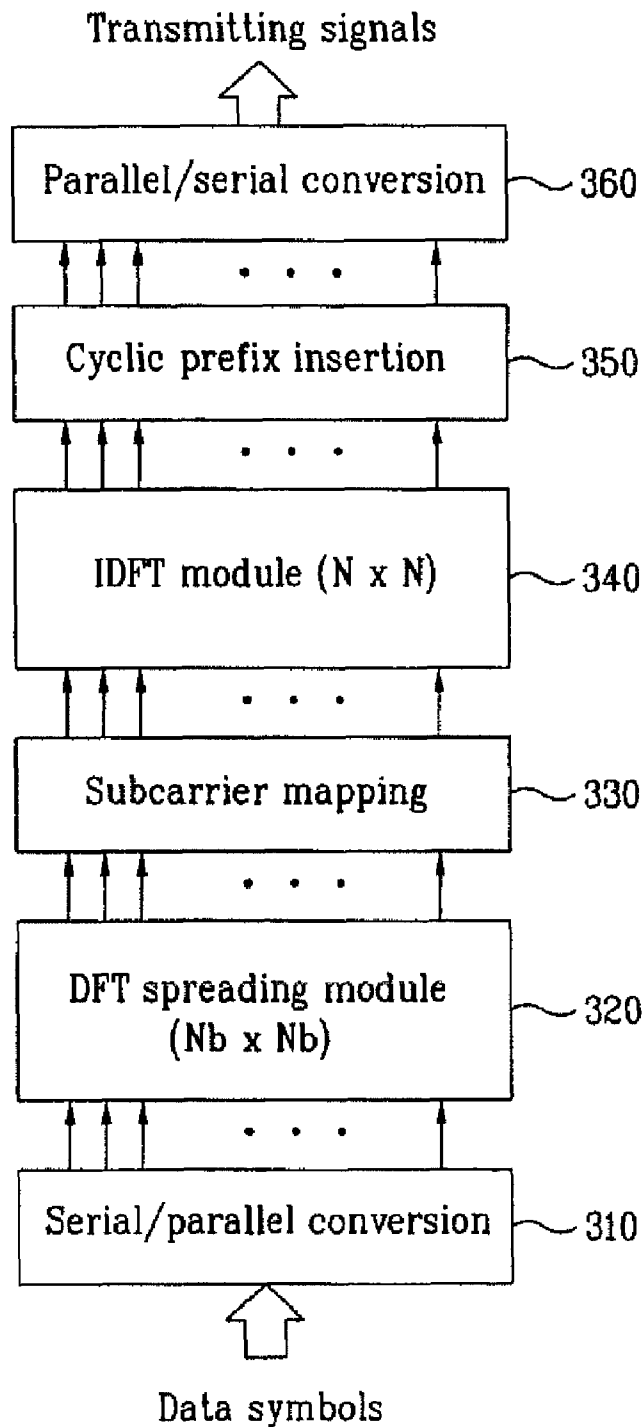 Transmitting signals
Parallel/serial conversion
360
Cyclic prefix insertion
350
IDFT module (N x N)
340
Subcarrier mapping
330
DFT spreading module
(Nb x Nb)
320
Serial/parallel conversion
310
Data symbols